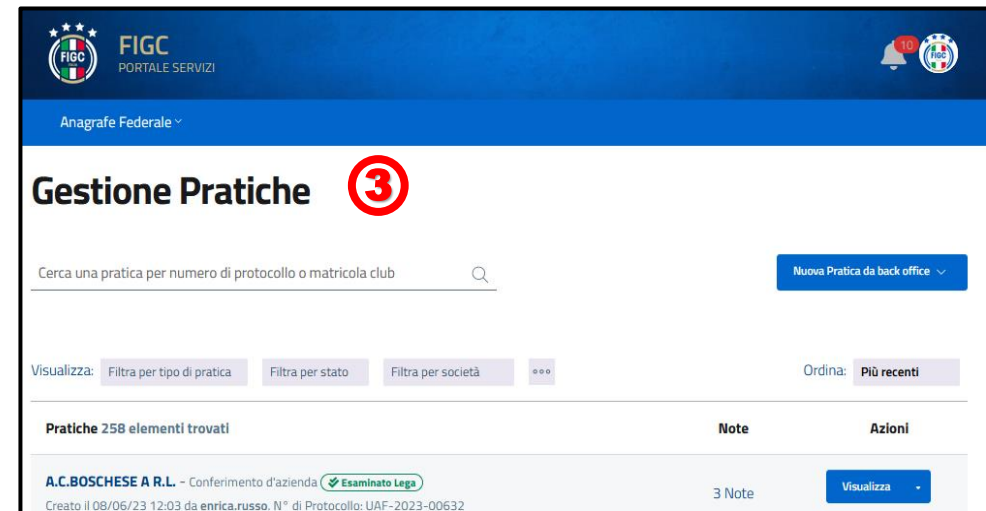 FIGC
FIGC
PORTALE SERVIZI
10
FIGC
Anagrafe Federale
Gestione Pratiche
3
Cerca una pratica per numero di protocollo o matricola club
Nuova Pratica da back office
Visualizza: Filtra per tipo di pratica Filtra per stato Filtra per società
Ordina: Più recenti
Pratiche 258 elementi trovati Note Azioni
A.C.BOSCHESE A R.L. - Conferimento d'azienda Esaminato Lega
3 Note Visualizza
Creato il 08/06/23 12:03 da enrica.russo. N° di Protocollo: UAF-2023-00632